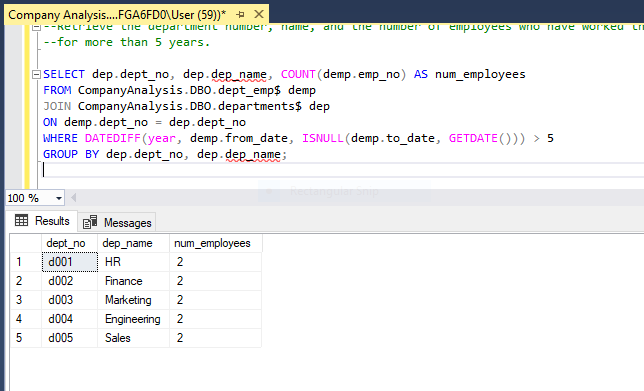 Company Analysis....FGA6FD0\User (59))*
--Retrieve the department number, name, and the number of employees who have worked
--for more than 5 years.
SELECT dep.dept_no, dep.dep_name, COUNT(demp.emp_no) AS num_employees
FROM CompanyAnalysis.DBO.dept_emp$ demp
JOIN CompanyAnalysis.DBO.departments$ dep
ON demp.dept_no = dep.dept_no
WHERE DATEDIFF(year, demp.from_date, ISNULL(demp.to_date, GETDATE())) > 5
GROUP BY dep.dept_no, dep.dep_name;
100 %
Results Messages
dept_no dep_name num_employees
1 d001 HR 2
2 d002 Finance 2
3 d003 Marketing 2
4 d004 Engineering 2
5 d005 Sales 2